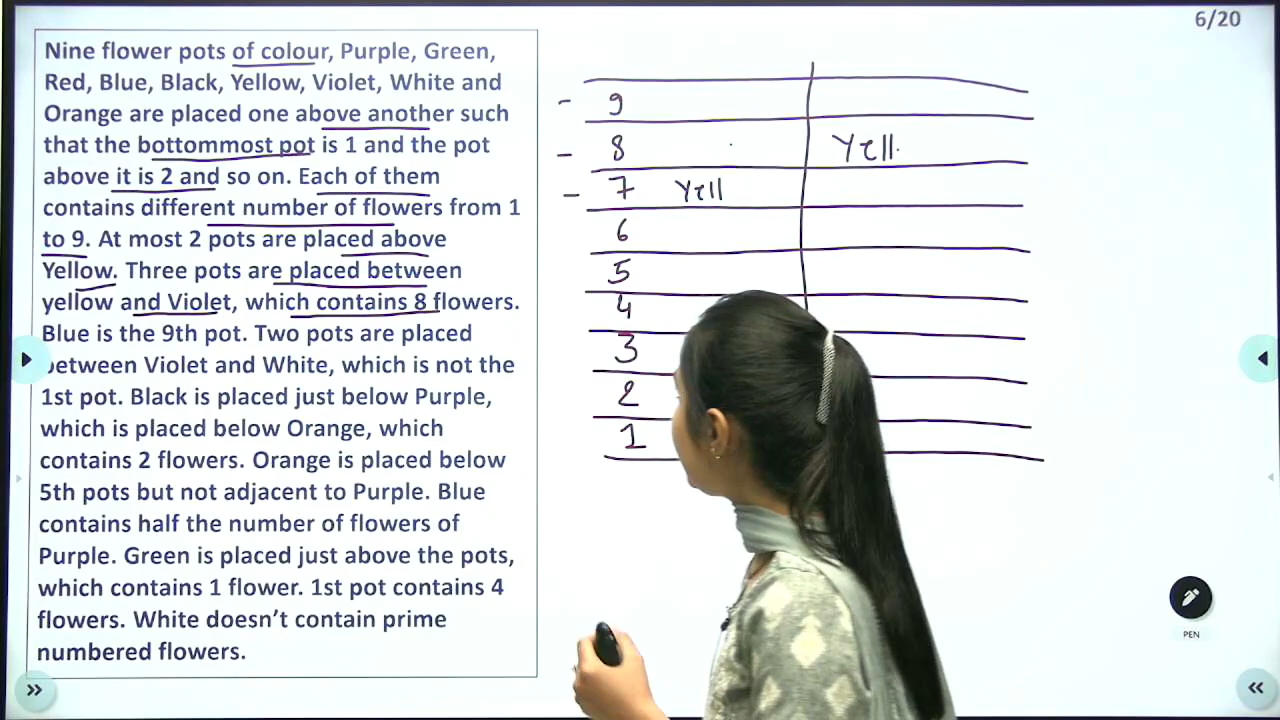 6/20
Nine flower pots of colour, Purple, Green,
Red, Blue, Black, Yellow, Violet, White and
Orange are placed one above another such
that the bottommost pot is 1 and the pot
above it is 2 and so on. Each of them
contains different number of flowers from 1
to 9. At most 2 pots are placed above
Yellow. Three pots are placed between
yellow and Violet, which contains 8 flowers.
Blue is the 9th pot. Two pots are placed
between Violet and White, which is not the
1st pot. Black is placed just below Purple,
which is placed below Orange, which
contains 2 flowers. Orange is placed below
5th pots but not adjacent to Purple. Blue
contains half the number of flowers of
Purple. Green is placed just above the pots,
which contains 1 flower. 1st pot contains 4
flowers. White doesn't contain prime
numbered flowers.
9
8 Yell.
7 Yell
6
5
4
3
2
1
PEN